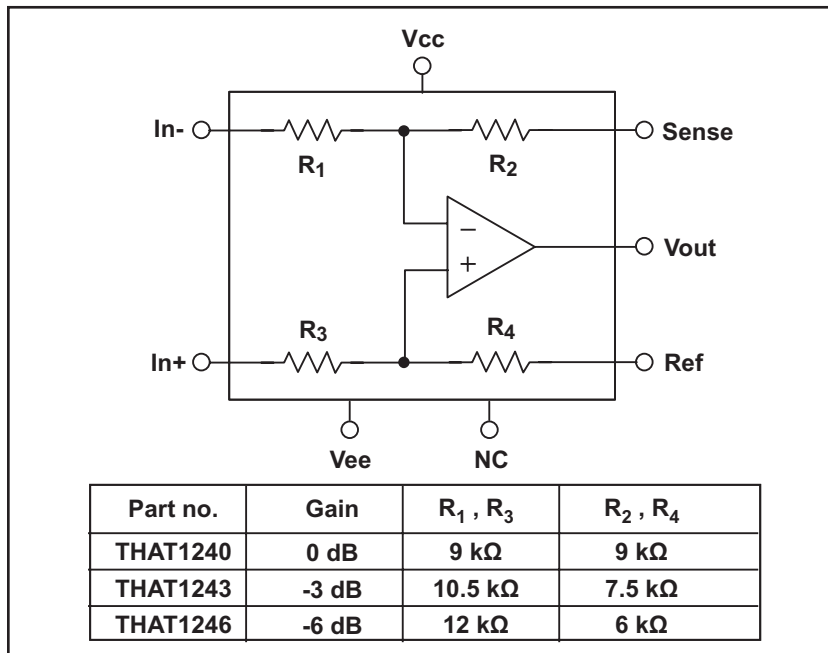 Vcc
In-
R1
R2
Sense
−
+
Vout
In+
R3
R4
Ref
Vee
NC
Part no. Gain R1 , R3 R2 , R4
THAT1240 0 dB 9 kΩ 9 kΩ
THAT1243 -3 dB 10.5 kΩ 7.5 kΩ
THAT1246 -6 dB 12 kΩ 6 kΩ